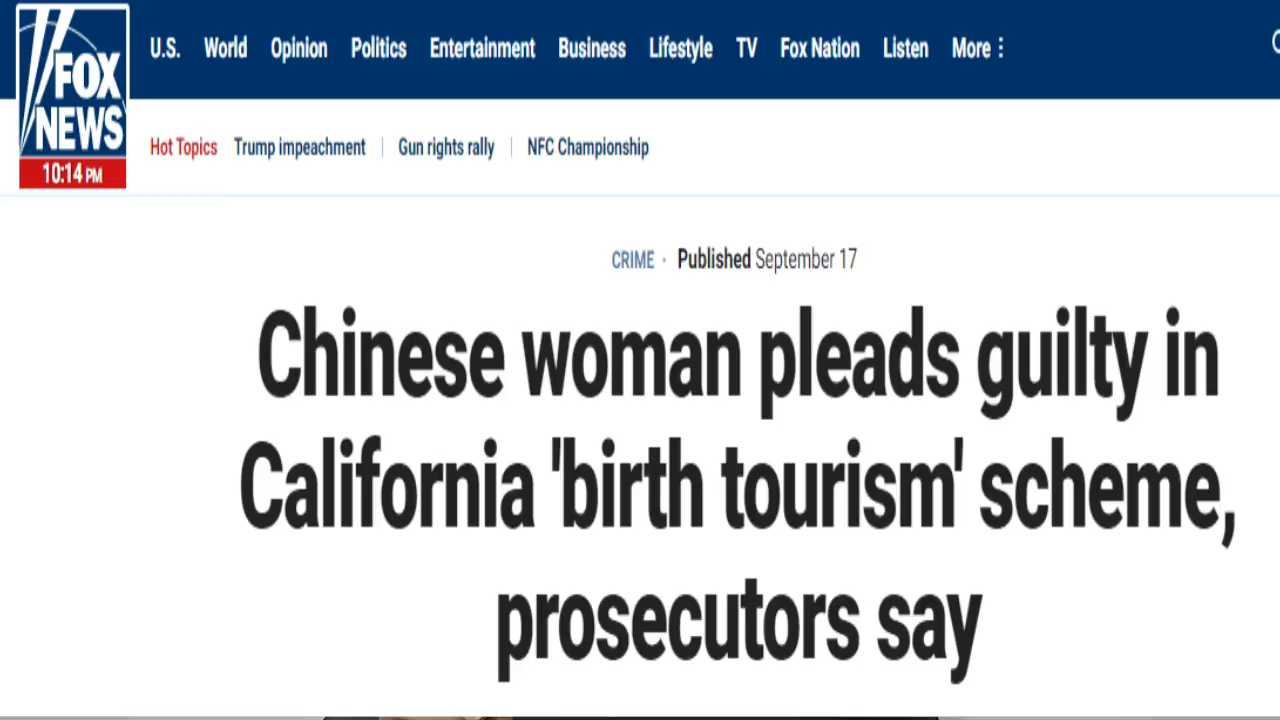 FOX
NEWS
10:14 PM
U.S. World Opinion Politics Entertainment Business Lifestyle TV Fox Nation Listen More
Hot Topics Trump impeachment Gun rights rally NFC Championship
CRIME · Published September 17
Chinese woman pleads guilty in
California 'birth tourism' scheme,
prosecutors say